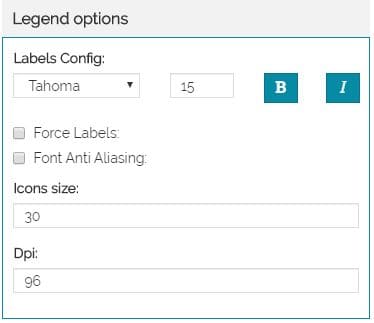 Legend options
Labels Config:
Tahoma 15 B I
Force Labels:
Font Anti Aliasing:
Icons size:
30
Dpi:
96